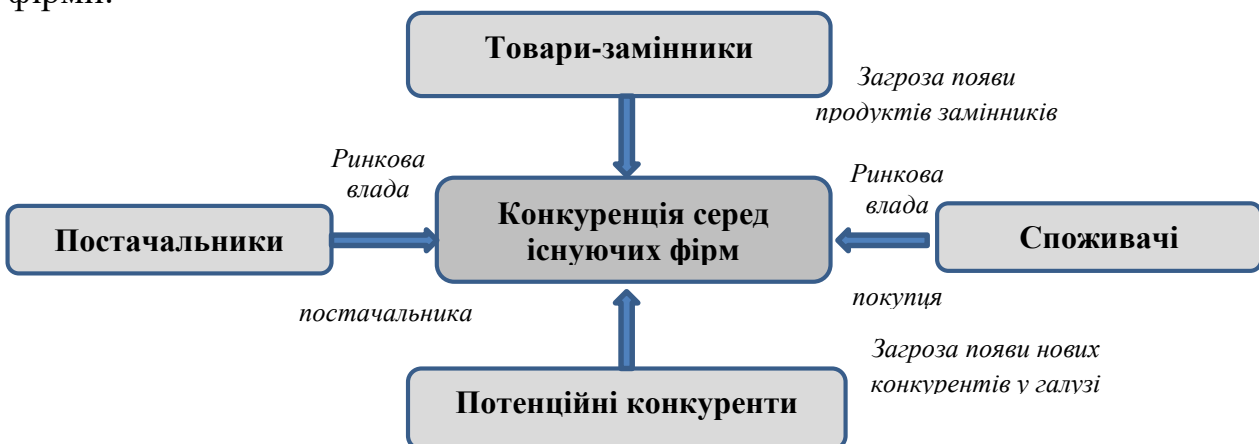 фірми.
Товари-замінники
Загроза появи
продуктів замінників
Ринкова
влада
Ринкова
влада
Постачальники
Конкуренція серед
існуючих фірм
Споживачі
постачальника
покупця
Загроза появи нових
конкурентів у галузі
Потенційні конкуренти